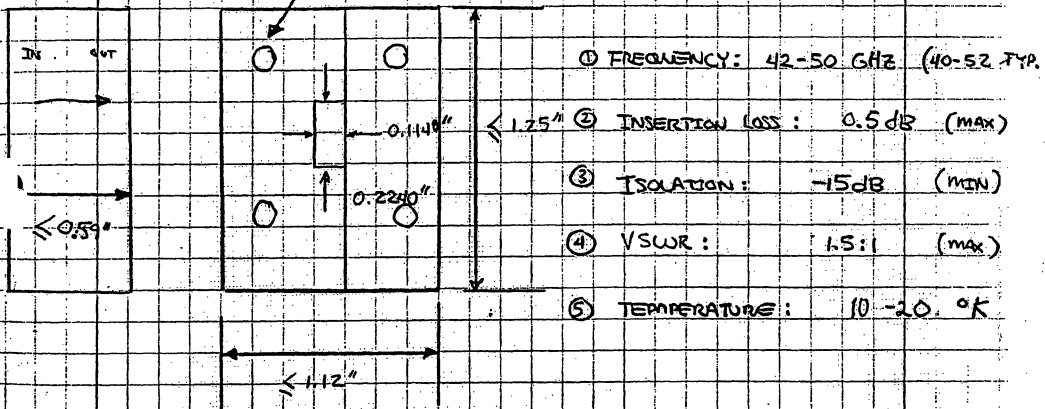 IN OUT
① FREQUENCY: 42-50 GHZ (40-52 TYP.
0.1140"
≤ 1.25"
② INSERTION LOSS: 0.5 dB (MAX)
③ ISOLATION: -15dB (MIN)
0.2240"
④ VSWR: 1.5:1 (MAX)
⑤ TEMPERATURE: 10-20. °K
≤ 1.12"